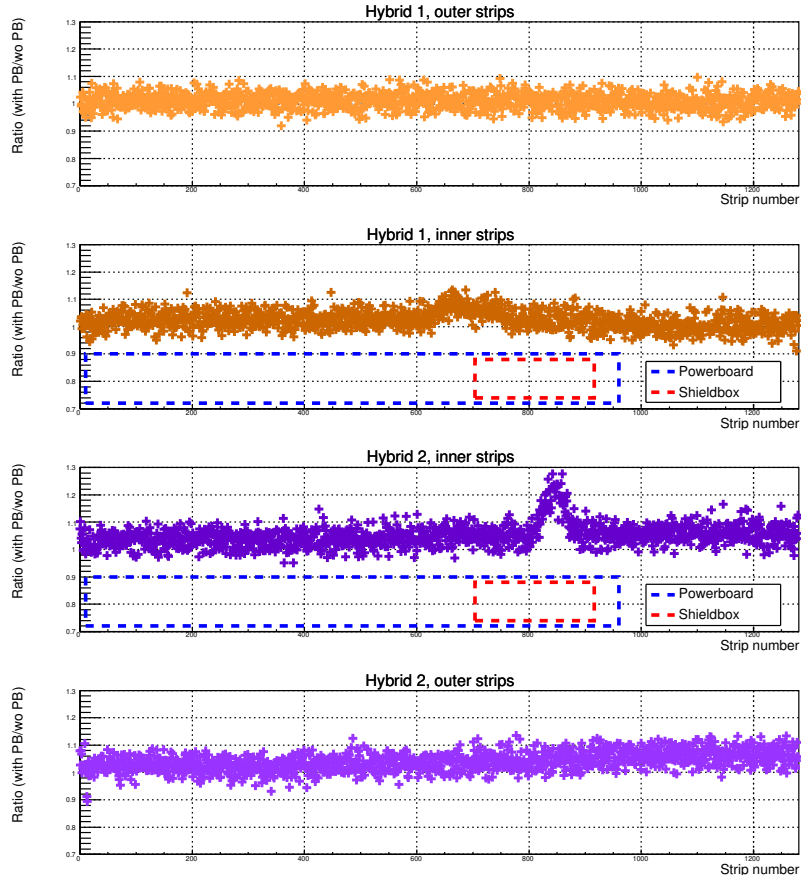 Hybrid 1, outer strips
Ratio (with PB/wo PB)
1.3
1.2
1.1
1
0.9
0.8
0.7
0 200 400 600 800 1000 1200
Strip number
Hybrid 1, inner strips
Ratio (with PB/wo PB)
1.3
1.2
1.1
1
0.9
0.8
0.7
Powerboard
Shieldbox
0 200 400 600 800 1000 1200
Strip number
Hybrid 2, inner strips
Ratio (with PB/wo PB)
1.3
1.2
1.1
1
0.9
0.8
0.7
Powerboard
Shieldbox
0 200 400 600 800 1000 1200
Strip number
Hybrid 2, outer strips
Ratio (with PB/wo PB)
1.3
1.2
1.1
1
0.9
0.8
0.7
0 200 400 600 800 1000 1200
Strip number